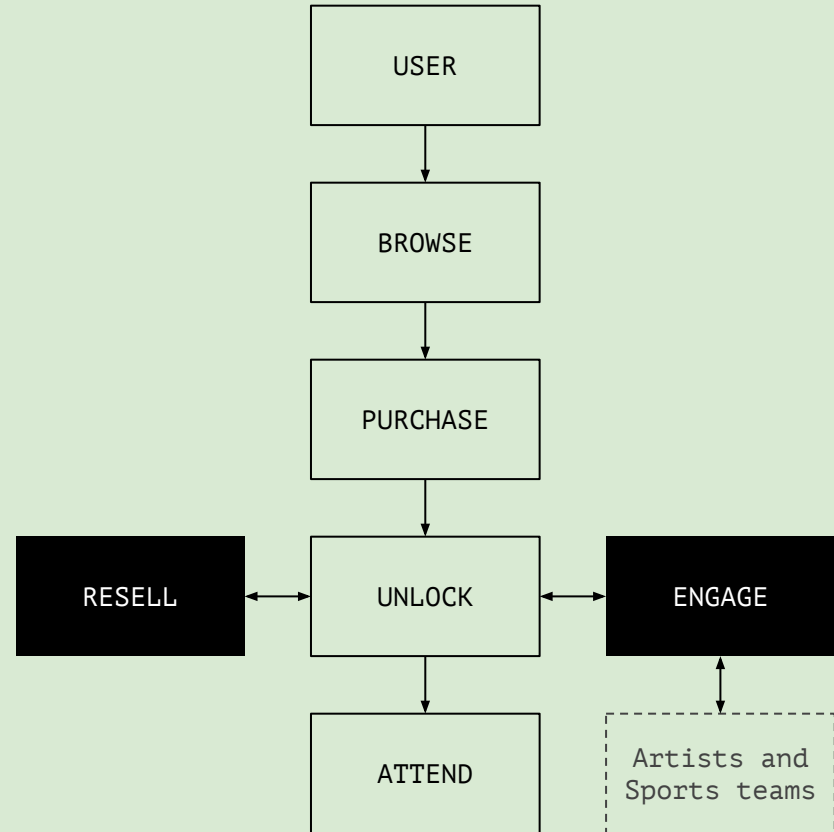 USER
BROWSE
PURCHASE
RESELL
UNLOCK
ENGAGE
ATTEND
Artists and
Sports teams